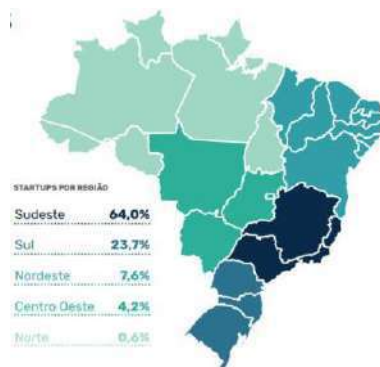 STARTUPS POR REGIÃO
Sudeste 64,0%
Sul 23,7%
Nordeste 7,6%
Centro Oeste 4,2%
Norte 0,6%